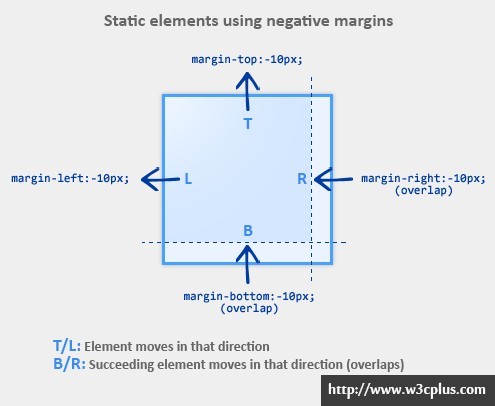 Static elements using negative margins
margin-top:-10px;
T
margin-left:-10px;
L
R
margin-right:-10px;
(overlap)
B
margin-bottom:-10px;
(overlap)
T/L: Element moves in that direction
B/R: Succeeding element moves in that direction (overlaps)
http://www.w3cplus.com